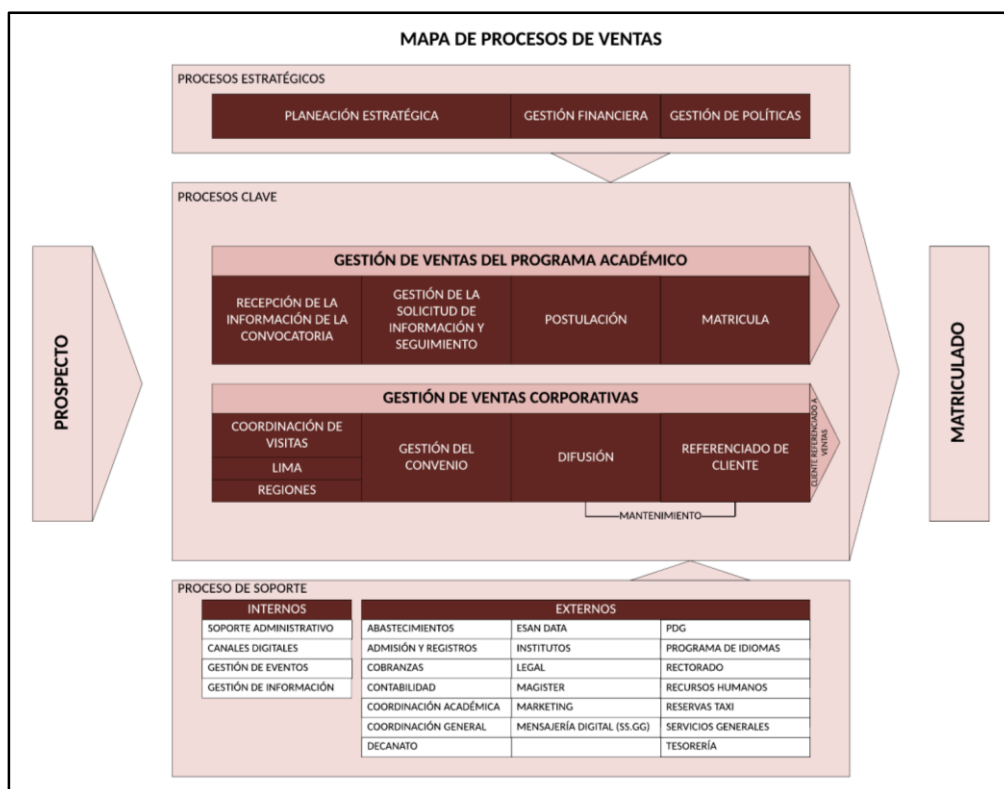 MAPA DE PROCESOS DE VENTAS
PROCESOS ESTRATÉGICOS
PLANEACIÓN ESTRATÉGICA
GESTIÓN FINANCIERA
GESTIÓN DE POLÍTICAS
PROCESOS CLAVE
PROSPECTO
GESTIÓN DE VENTAS DEL PROGRAMA ACADÉMICO
RECEPCIÓN DE LA
INFORMACIÓN DE LA
CONVOCATORIA
GESTIÓN DE LA
SOLICITUD DE
INFORMACIÓN Y
SEGUIMIENTO
POSTULACIÓN
MATRICULA
GESTIÓN DE VENTAS CORPORATIVAS
COORDINACIÓN DE
VISITAS
LIMA
REGIONES
GESTIÓN DEL
CONVENIO
DIFUSIÓN
REFERENCIADO DE
CLIENTE
CLIENTE REFERENCIADO A
VENTAS
MANTENIMIENTO
MATRICULADO
PROCESO DE SOPORTE
INTERNOS
SOPORTE ADMINISTRATIVO
CANALES DIGITALES
GESTIÓN DE EVENTOS
GESTIÓN DE INFORMACIÓN
EXTERNOS
ABASTECIMIENTOS
ADMISIÓN Y REGISTROS
COBRANZAS
CONTABILIDAD
COORDINACIÓN ACADÉMICA
COORDINACIÓN GENERAL
DECANATO
ESAN DATA
INSTITUTOS
LEGAL
MAGISTER
MARKETING
MENSAJERÍA DIGITAL (SS.GG)
PDG
PROGRAMA DE IDIOMAS
RECTORADO
RECURSOS HUMANOS
RESERVAS TAXI
SERVICIOS GENERALES
TESORERÍA